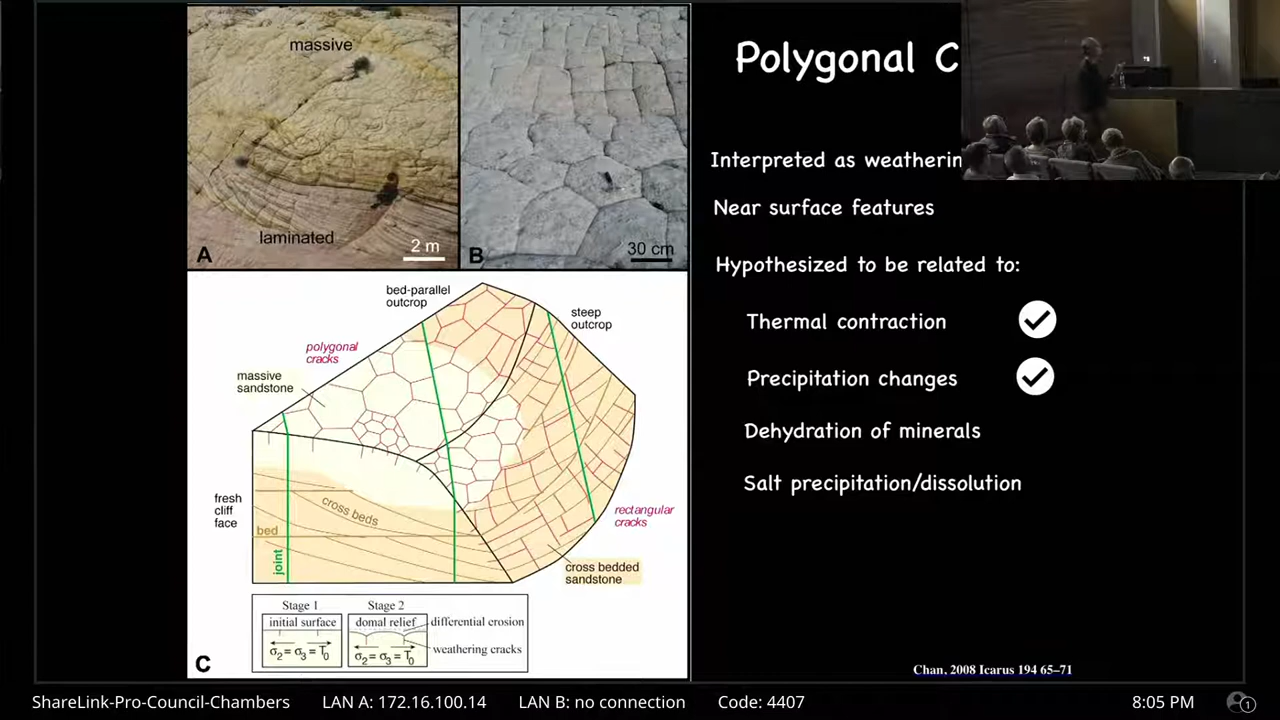 massive
laminated
A
2 m
B
30 cm
bed-parallel
outcrop
steep
outcrop
polygonal
cracks
massive
sandstone
fresh
cliff
face
cross beds
bed
joint
rectangular
cracks
cross bedded
sandstone
Stage 1
Stage 2
initial surface
domal relief
differential erosion
weathering cracks
σ2 = σ3 = T0
σ2 = σ3 = T0
C
Polygonal C
Interpreted as weatherin
Near surface features
Hypothesized to be related to:
Thermal contraction
Precipitation changes
Dehydration of minerals
Salt precipitation/dissolution
Chan, 2008 Icarus 194 65–71
ShareLink-Pro-Council-Chambers LAN A: 172.16.100.14 LAN B: no connection Code: 4407 8:05 PM 1